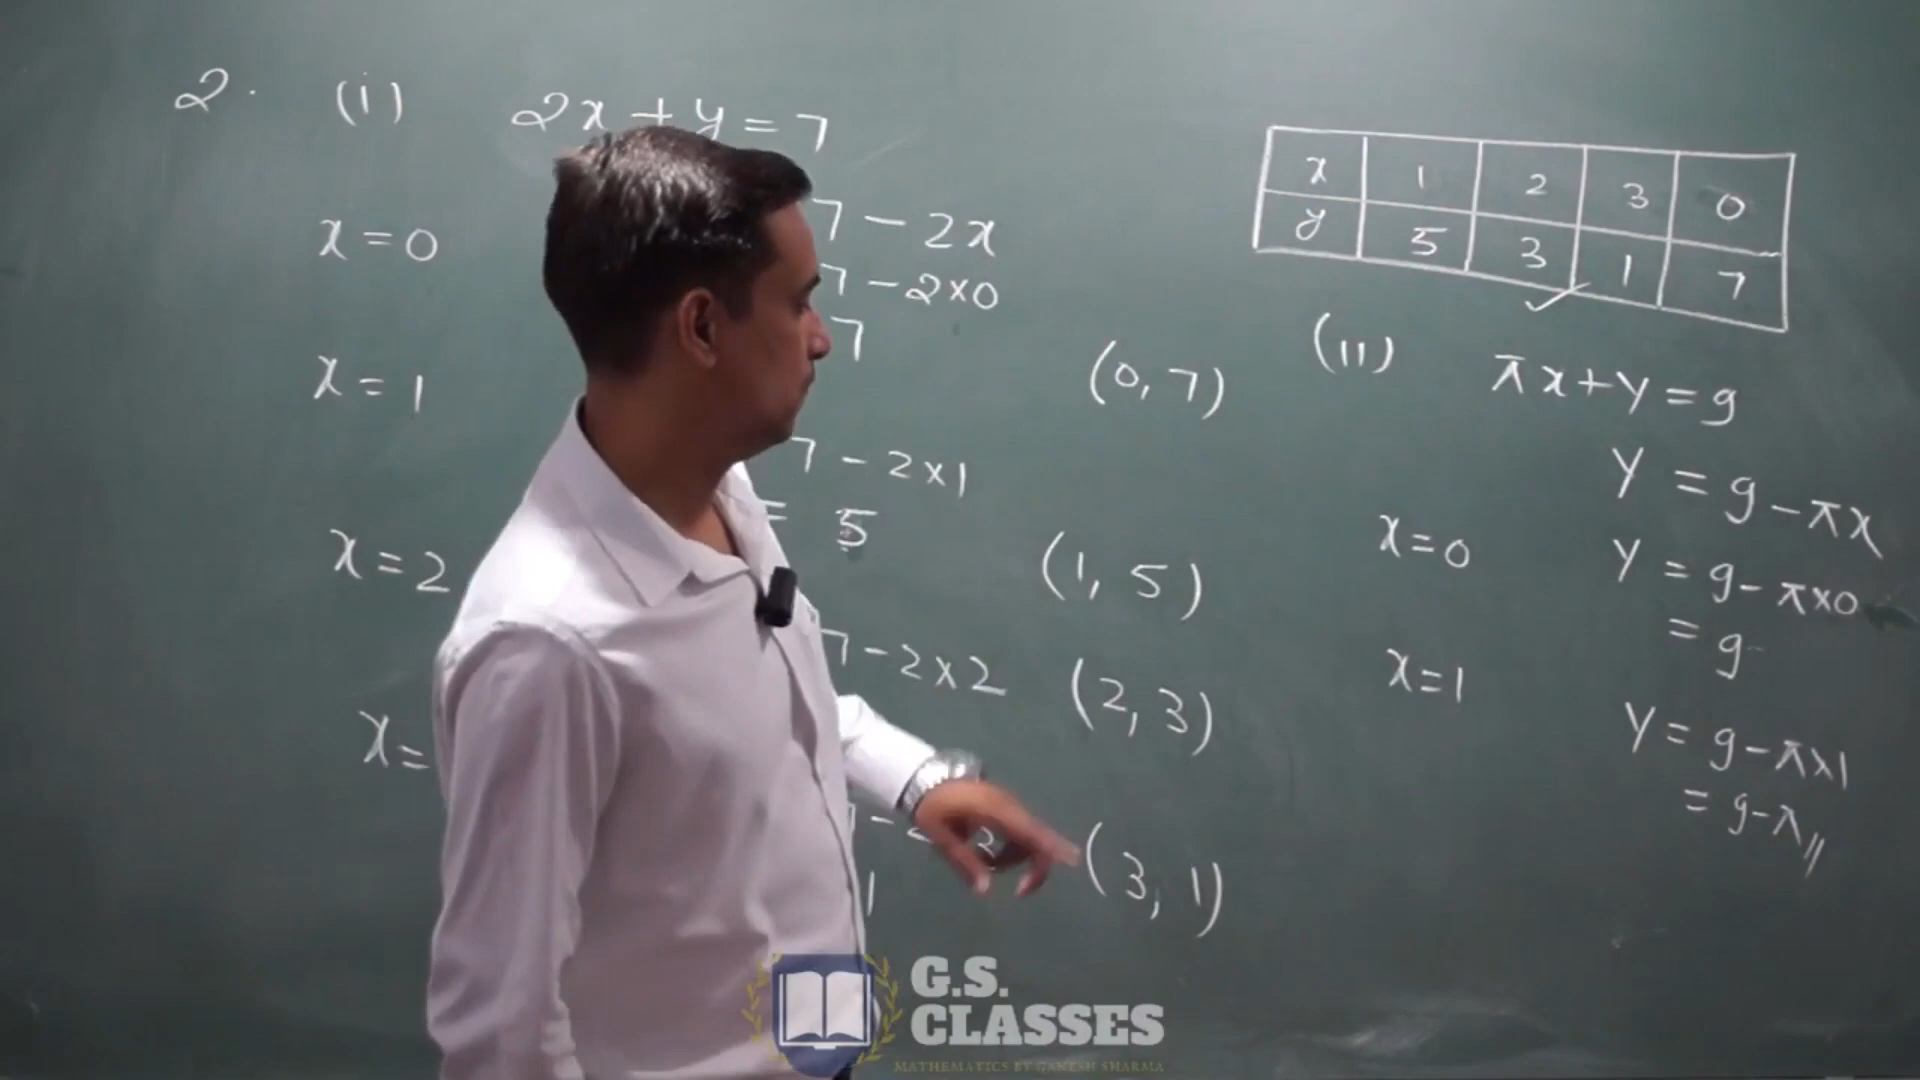 2. (i) 2x + y = 7
7 - 2x
x = 0
7 - 2×0
7
x = 1
(0, 7)
7 - 2×1
= 5
(1, 5)
x = 2
7 - 2×2
(2, 3)
x =
1
(3, 1)
x 1 2 3 0
y 5 3 1 7
(ii) πx + y = 9
y = 9 - πx
x = 0
y = 9 - π×0
= 9
x = 1
y = 9 - π×1
= 9 - π
G.S.
CLASSES
MATHEMATICS BY GANESH SHARMA